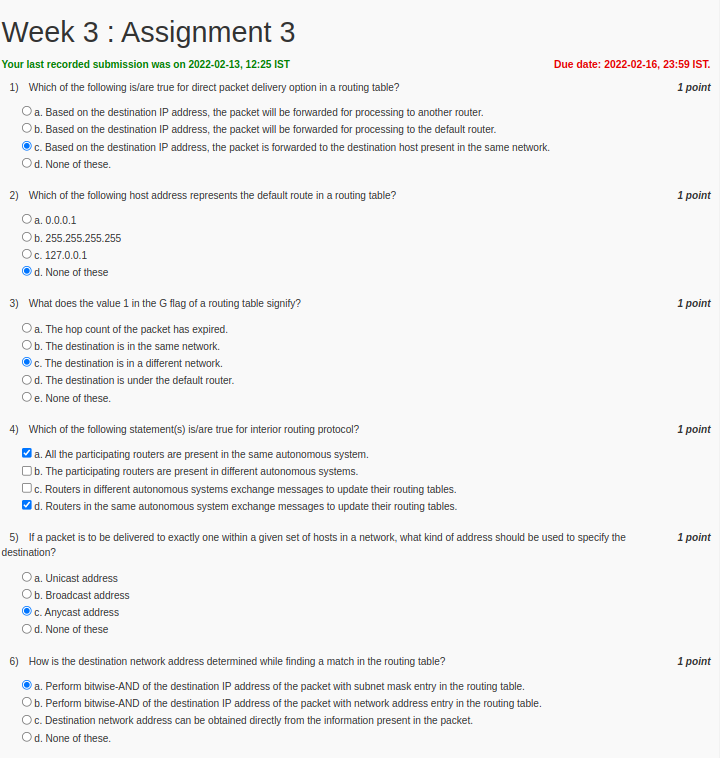 Week 3 : Assignment 3
Your last recorded submission was on 2022-02-13, 12:25 IST Due date: 2022-02-16, 23:59 IST.
1) Which of the following is/are true for direct packet delivery option in a routing table? 1 point
a. Based on the destination IP address, the packet will be forwarded for processing to another router.
b. Based on the destination IP address, the packet will be forwarded for processing to the default router.
c. Based on the destination IP address, the packet is forwarded to the destination host present in the same network.
d. None of these.
2) Which of the following host address represents the default route in a routing table? 1 point
a. 0.0.0.1
b. 255.255.255.255
c. 127.0.0.1
d. None of these
3) What does the value 1 in the G flag of a routing table signify? 1 point
a. The hop count of the packet has expired.
b. The destination is in the same network.
c. The destination is in a different network.
d. The destination is under the default router.
e. None of these.
4) Which of the following statement(s) is/are true for interior routing protocol? 1 point
a. All the participating routers are present in the same autonomous system.
b. The participating routers are present in different autonomous systems.
c. Routers in different autonomous systems exchange messages to update their routing tables.
d. Routers in the same autonomous system exchange messages to update their routing tables.
5) If a packet is to be delivered to exactly one within a given set of hosts in a network, what kind of address should be used to specify the 1 point
destination?
a. Unicast address
b. Broadcast address
c. Anycast address
d. None of these
6) How is the destination network address determined while finding a match in the routing table? 1 point
a. Perform bitwise-AND of the destination IP address of the packet with subnet mask entry in the routing table.
b. Perform bitwise-AND of the destination IP address of the packet with network address entry in the routing table.
c. Destination network address can be obtained directly from the information present in the packet.
d. None of these.